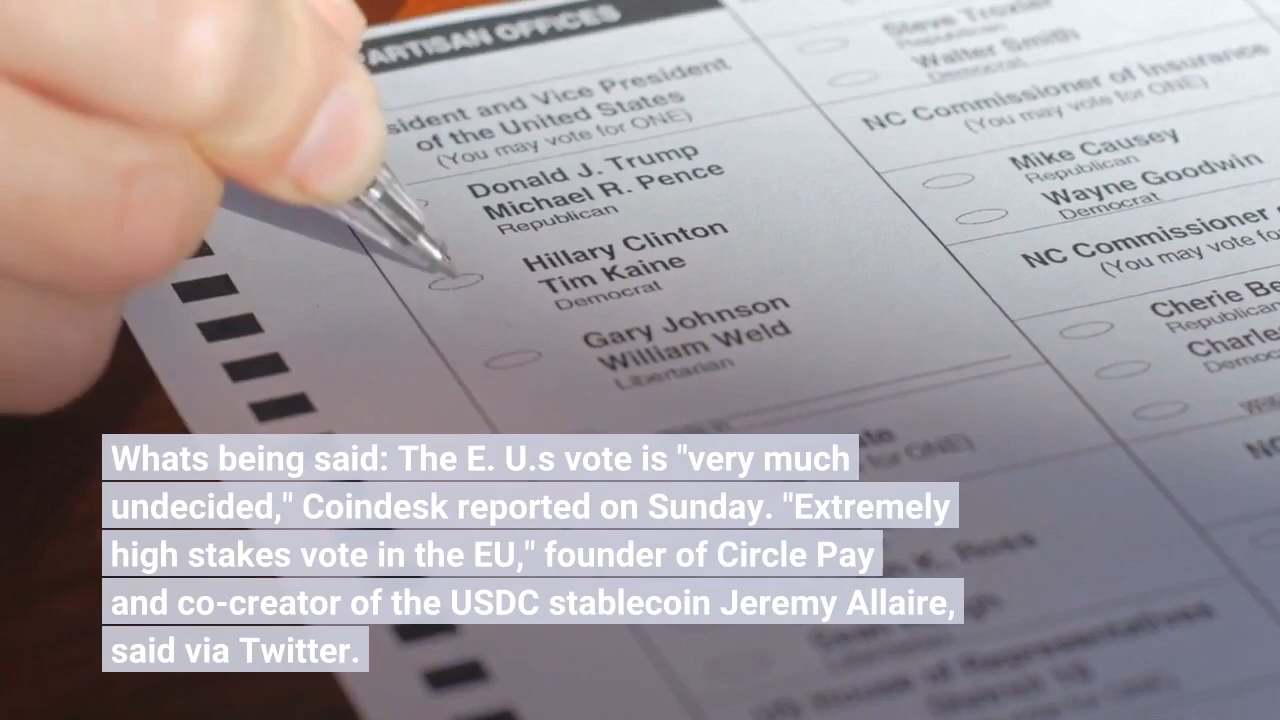 ARTISAN OFFICES
sident and Vice President
of the United States
(You may vote for ONE)
Donald J. Trump
Michael R. Pence
Republican
Hillary Clinton
Tim Kaine
Democrat
Gary Johnson
William Weld
Libertarian
for ONE)
Steve Troxler
Republican
Walter Smith
Democrat
NC Commissioner of Insurance
(You may vote for ONE)
Mike Causey
Republican
Wayne Goodwin
Democrat
NC Commissioner
(You may vote fo
Cherie Be
Republican
Charle
Democ
K. Ross
Representatives
Whats being said: The E. U.s vote is "very much
undecided," Coindesk reported on Sunday. "Extremely
high stakes vote in the EU," founder of Circle Pay
and co-creator of the USDC stablecoin Jeremy Allaire,
said via Twitter.